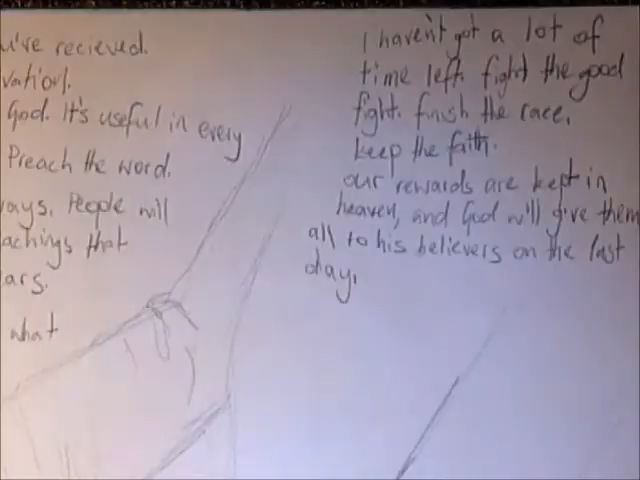 u've recieved.
vation.
God. It's useful in every
Preach the word.
ways. People will
achings that
ears.
what
I haven't got a lot of
time left. fight the good
fight. finish the race.
keep the faith.
our rewards are kept in
heaven, and God will give them
all to his believers on the last
day.